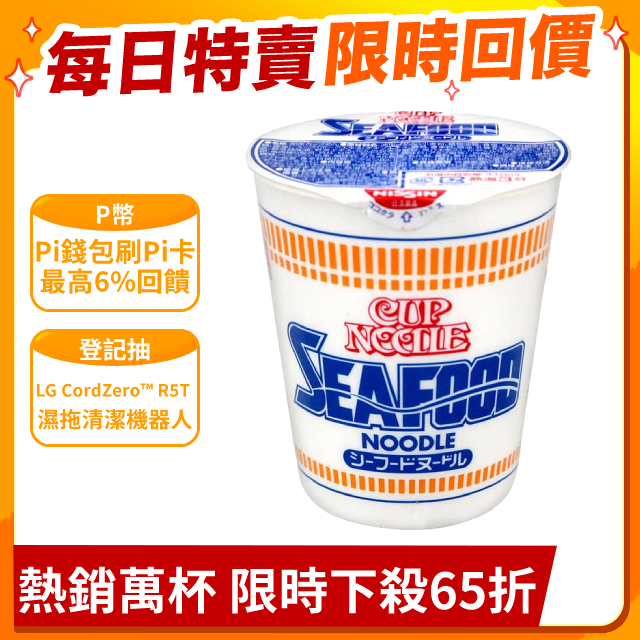 每日特賣限時回價
CUP
NOODLE
SEAFOOD
NISSIN
P幣
Pi錢包刷Pi卡
最高6%回饋
登記抽
LG CordZero™ R5T
濕拖清潔機器人
CUP
NOODLE
SEAFOOD
NOODLE
シーフードヌードル
熱銷萬杯 限時下殺65折